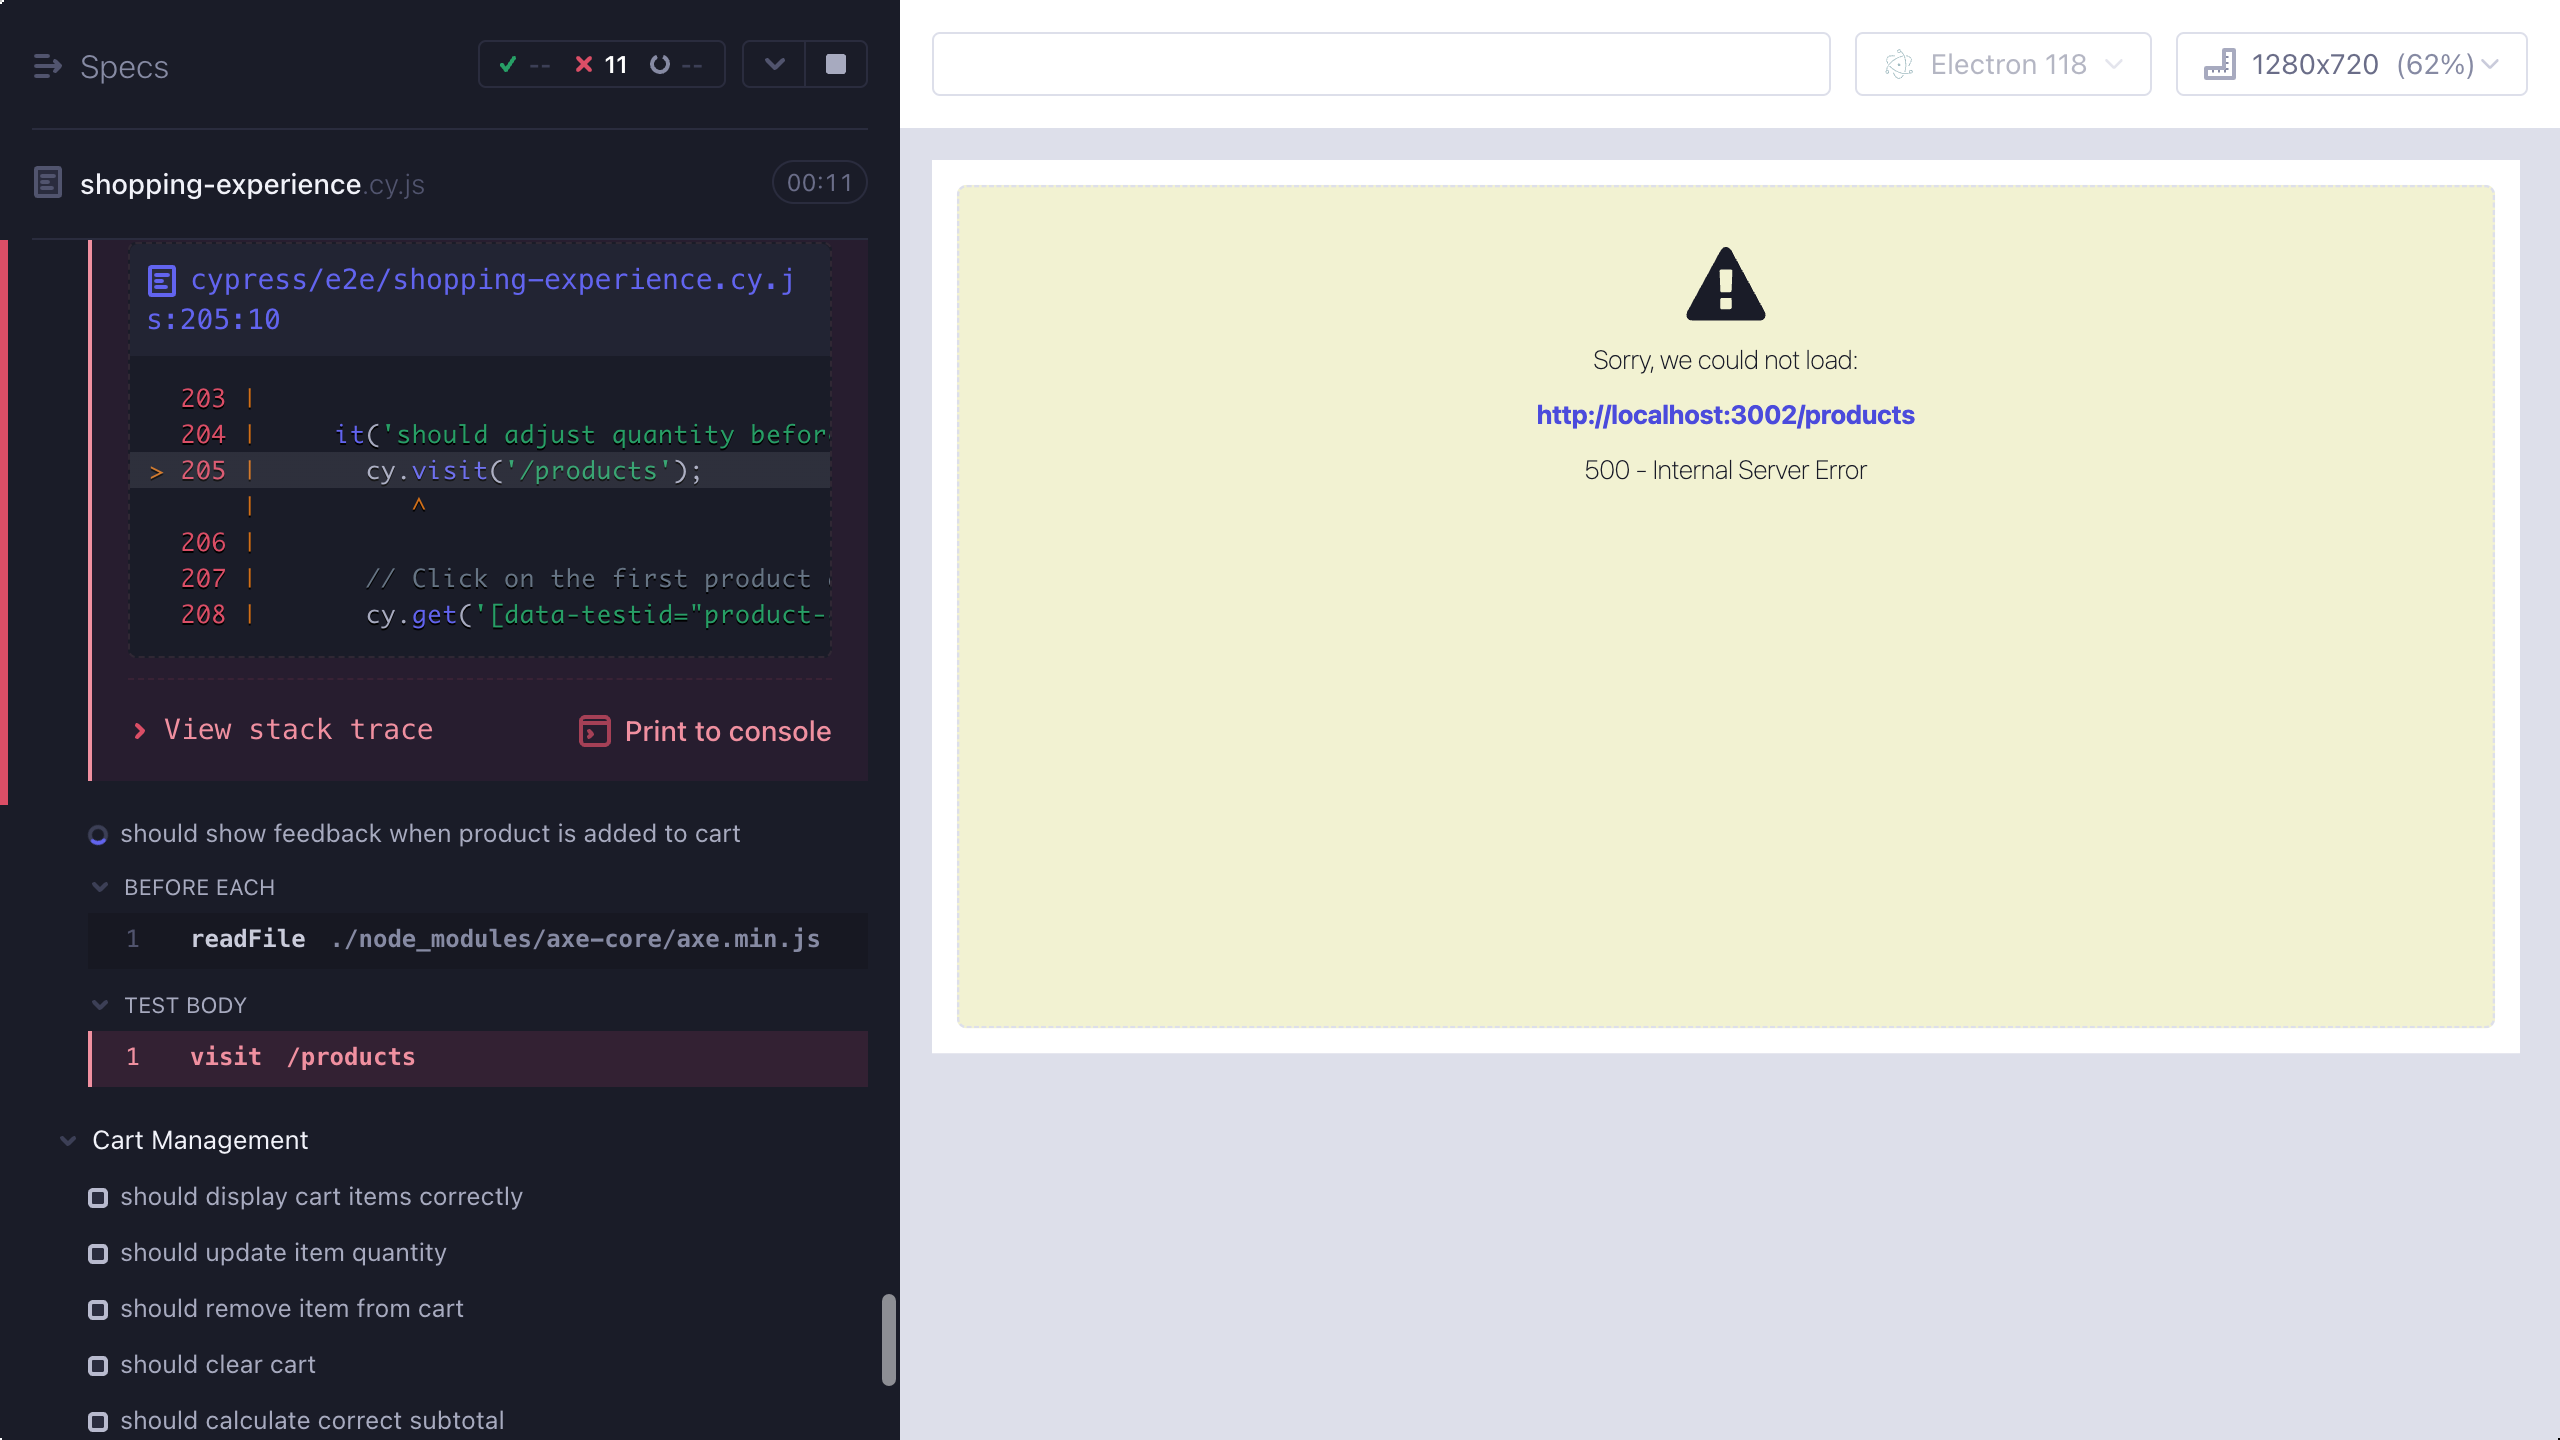 Specs
-- 11 --
shopping-experience.cy.js 00:11
cypress/e2e/shopping-experience.cy.j
s:205:10
203 |
204 | it('should adjust quantity befor
> 205 | cy.visit('/products');
| ^
206 |
207 | // Click on the first product
208 | cy.get('[data-testid="product-
View stack trace
Print to console
should show feedback when product is added to cart
BEFORE EACH
1 readFile ./node_modules/axe-core/axe.min.js
TEST BODY
1 visit /products
Cart Management
should display cart items correctly
should update item quantity
should remove item from cart
should clear cart
should calculate correct subtotal
Electron 118
1280x720 (62%)
Sorry, we could not load:
http://localhost:3002/products
500 - Internal Server Error